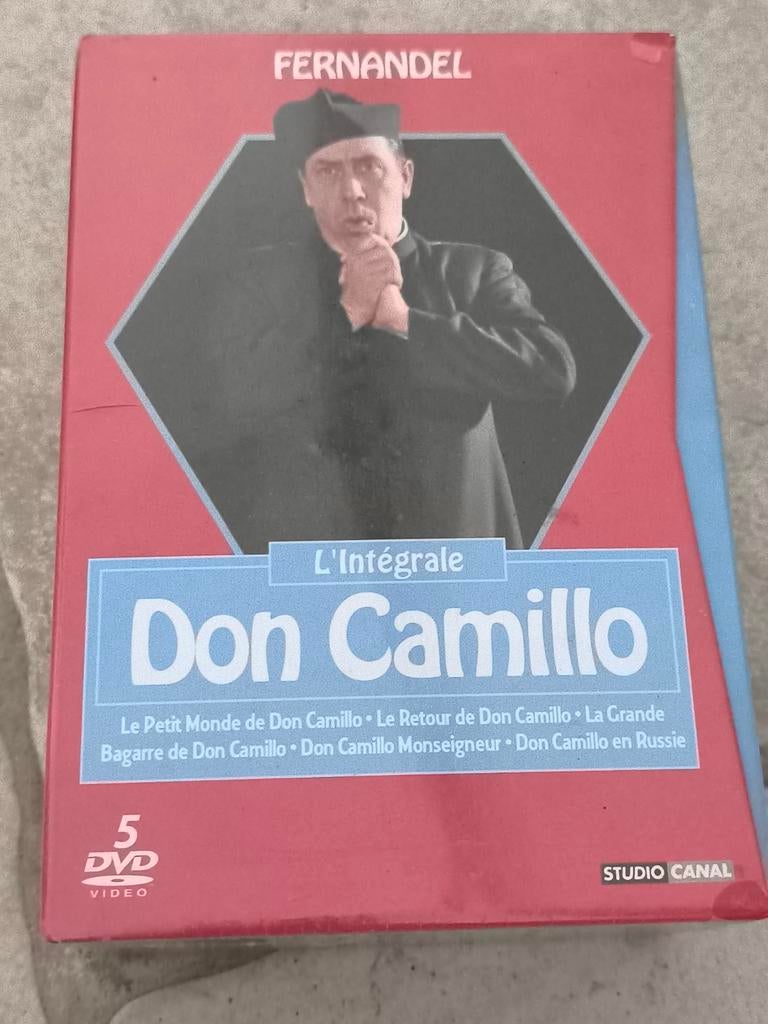 FERNANDEL
L'Intégrale
Don Camillo
Le Petit Monde de Don Camillo • Le Retour de Don Camillo • La Grande
Bagarre de Don Camillo • Don Camillo Monseigneur • Don Camillo en Russie
5
DVD
VIDEO
STUDIO CANAL